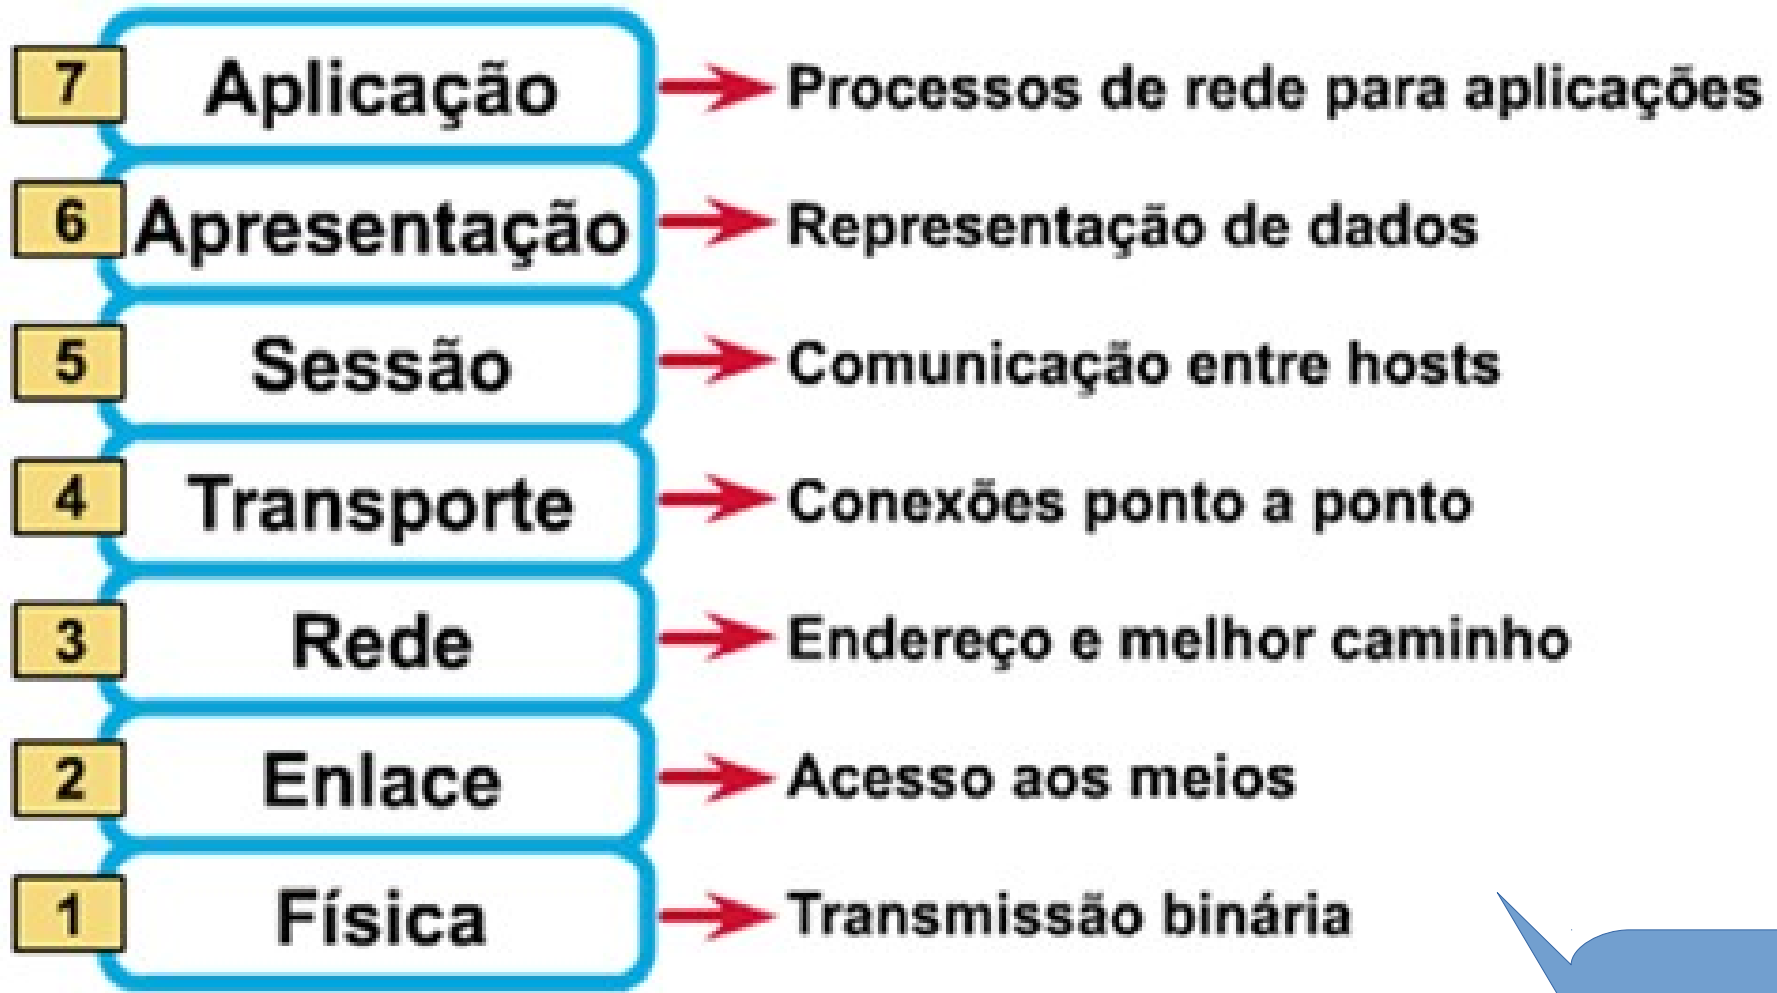 7 Aplicação Processos de rede para aplicações
6 Apresentação Representação de dados
5 Sessão Comunicação entre hosts
4 Transporte Conexões ponto a ponto
3 Rede Endereço e melhor caminho
2 Enlace Acesso aos meios
1 Física Transmissão binária